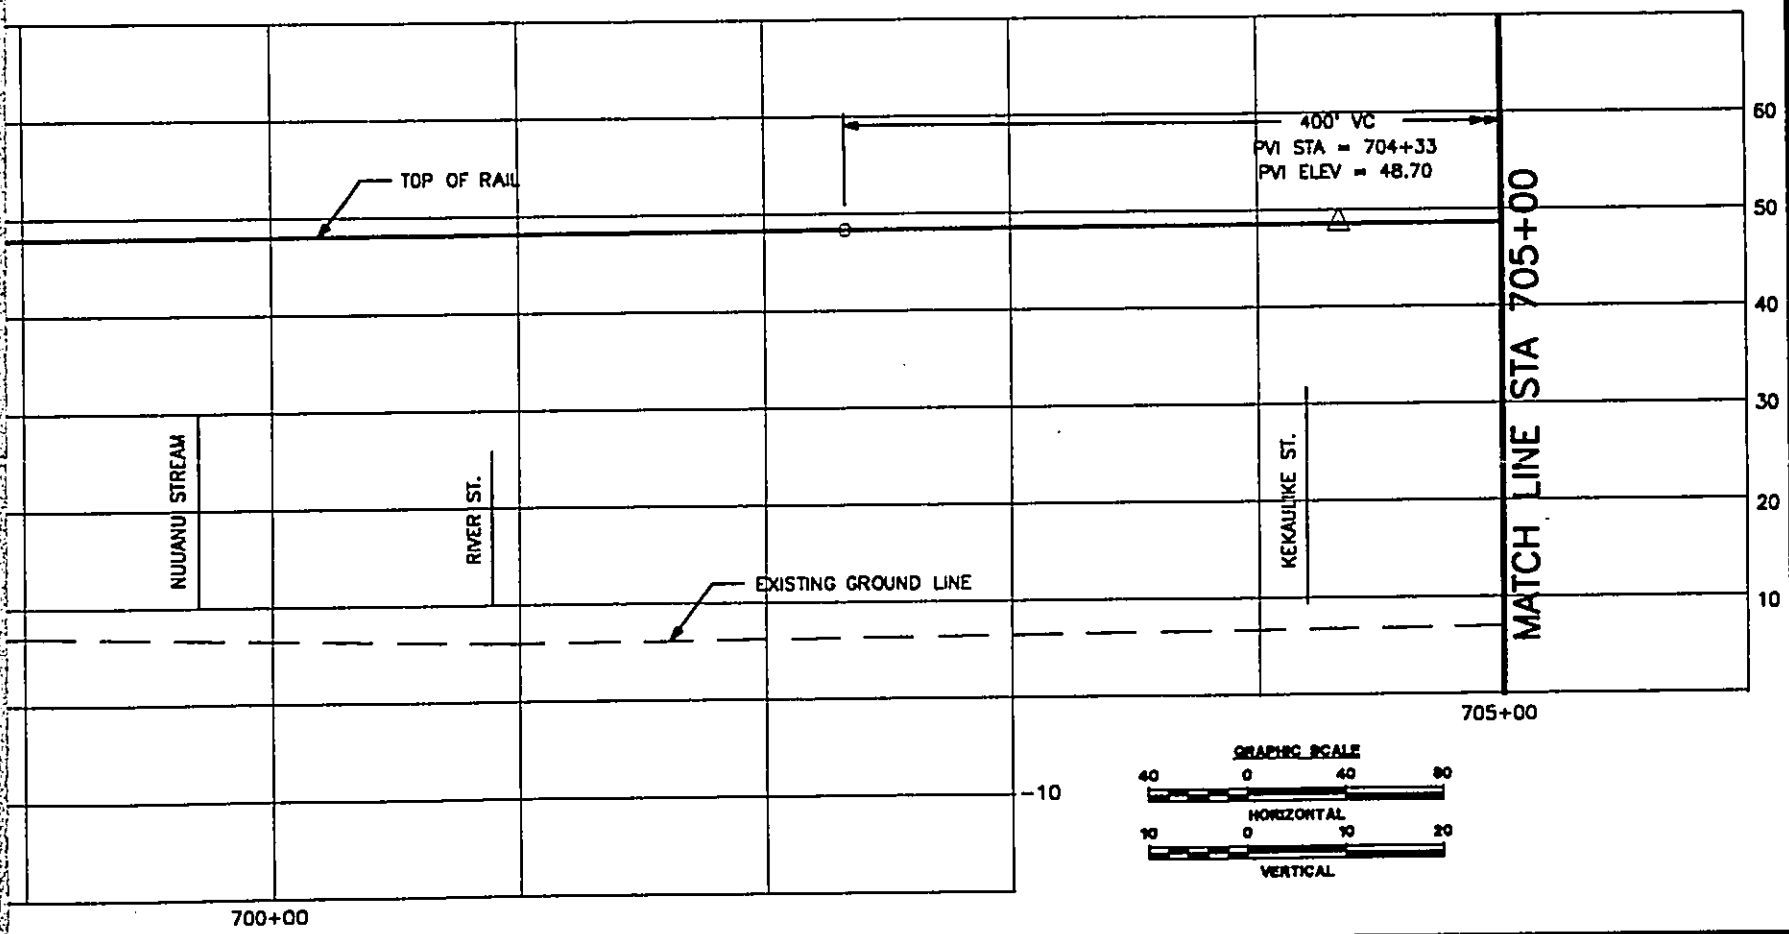 60
400' VC
PVI STA = 704+33
PVI ELEV = 48.70
TOP OF RAIL
50
MATCH LINE STA 705+00
40
30
NUUANU STREAM
RIVER ST.
KEKAULIKE ST.
20
EXISTING GROUND LINE
10
705+00
GRAPHIC SCALE
40 0 40 80
HORIZONTAL
10 0 10 20
VERTICAL
-10
700+00